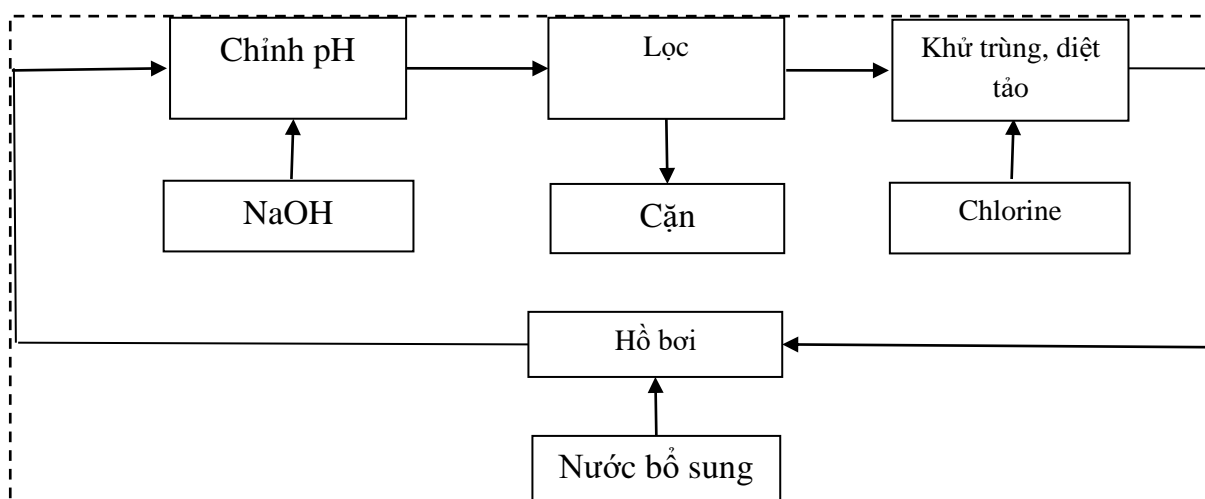 Chỉnh pH
Lọc
Khử trùng, diệt
tảo
NaOH
Cặn
Chlorine
Hồ bơi
Nước bổ sung